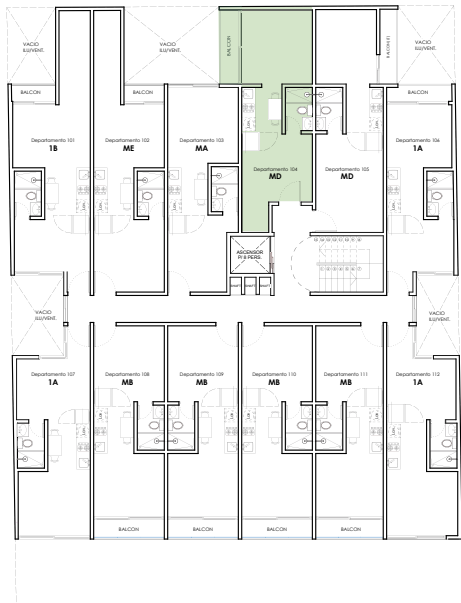 VACIO
ILU/VENT.
VACIO
ILU/VENT.
BALCON
BALCON
VACIO
ILU/VENT.
BALCON
BALCON
BALCON
Departamento 101
1B
Departamento 102
ME
Departamento 103
MA
Departamento 104
MD
Departamento 105
MD
Departamento 106
1A
ASCENSOR
P/ 6 PERS.
VACIO
ILU/VENT.
VACIO
ILU/VENT.
Departamento 107
1A
Departamento 108
MB
Departamento 109
MB
Departamento 110
MB
Departamento 111
MB
Departamento 112
1A
BALCON
BALCON
BALCON
BALCON